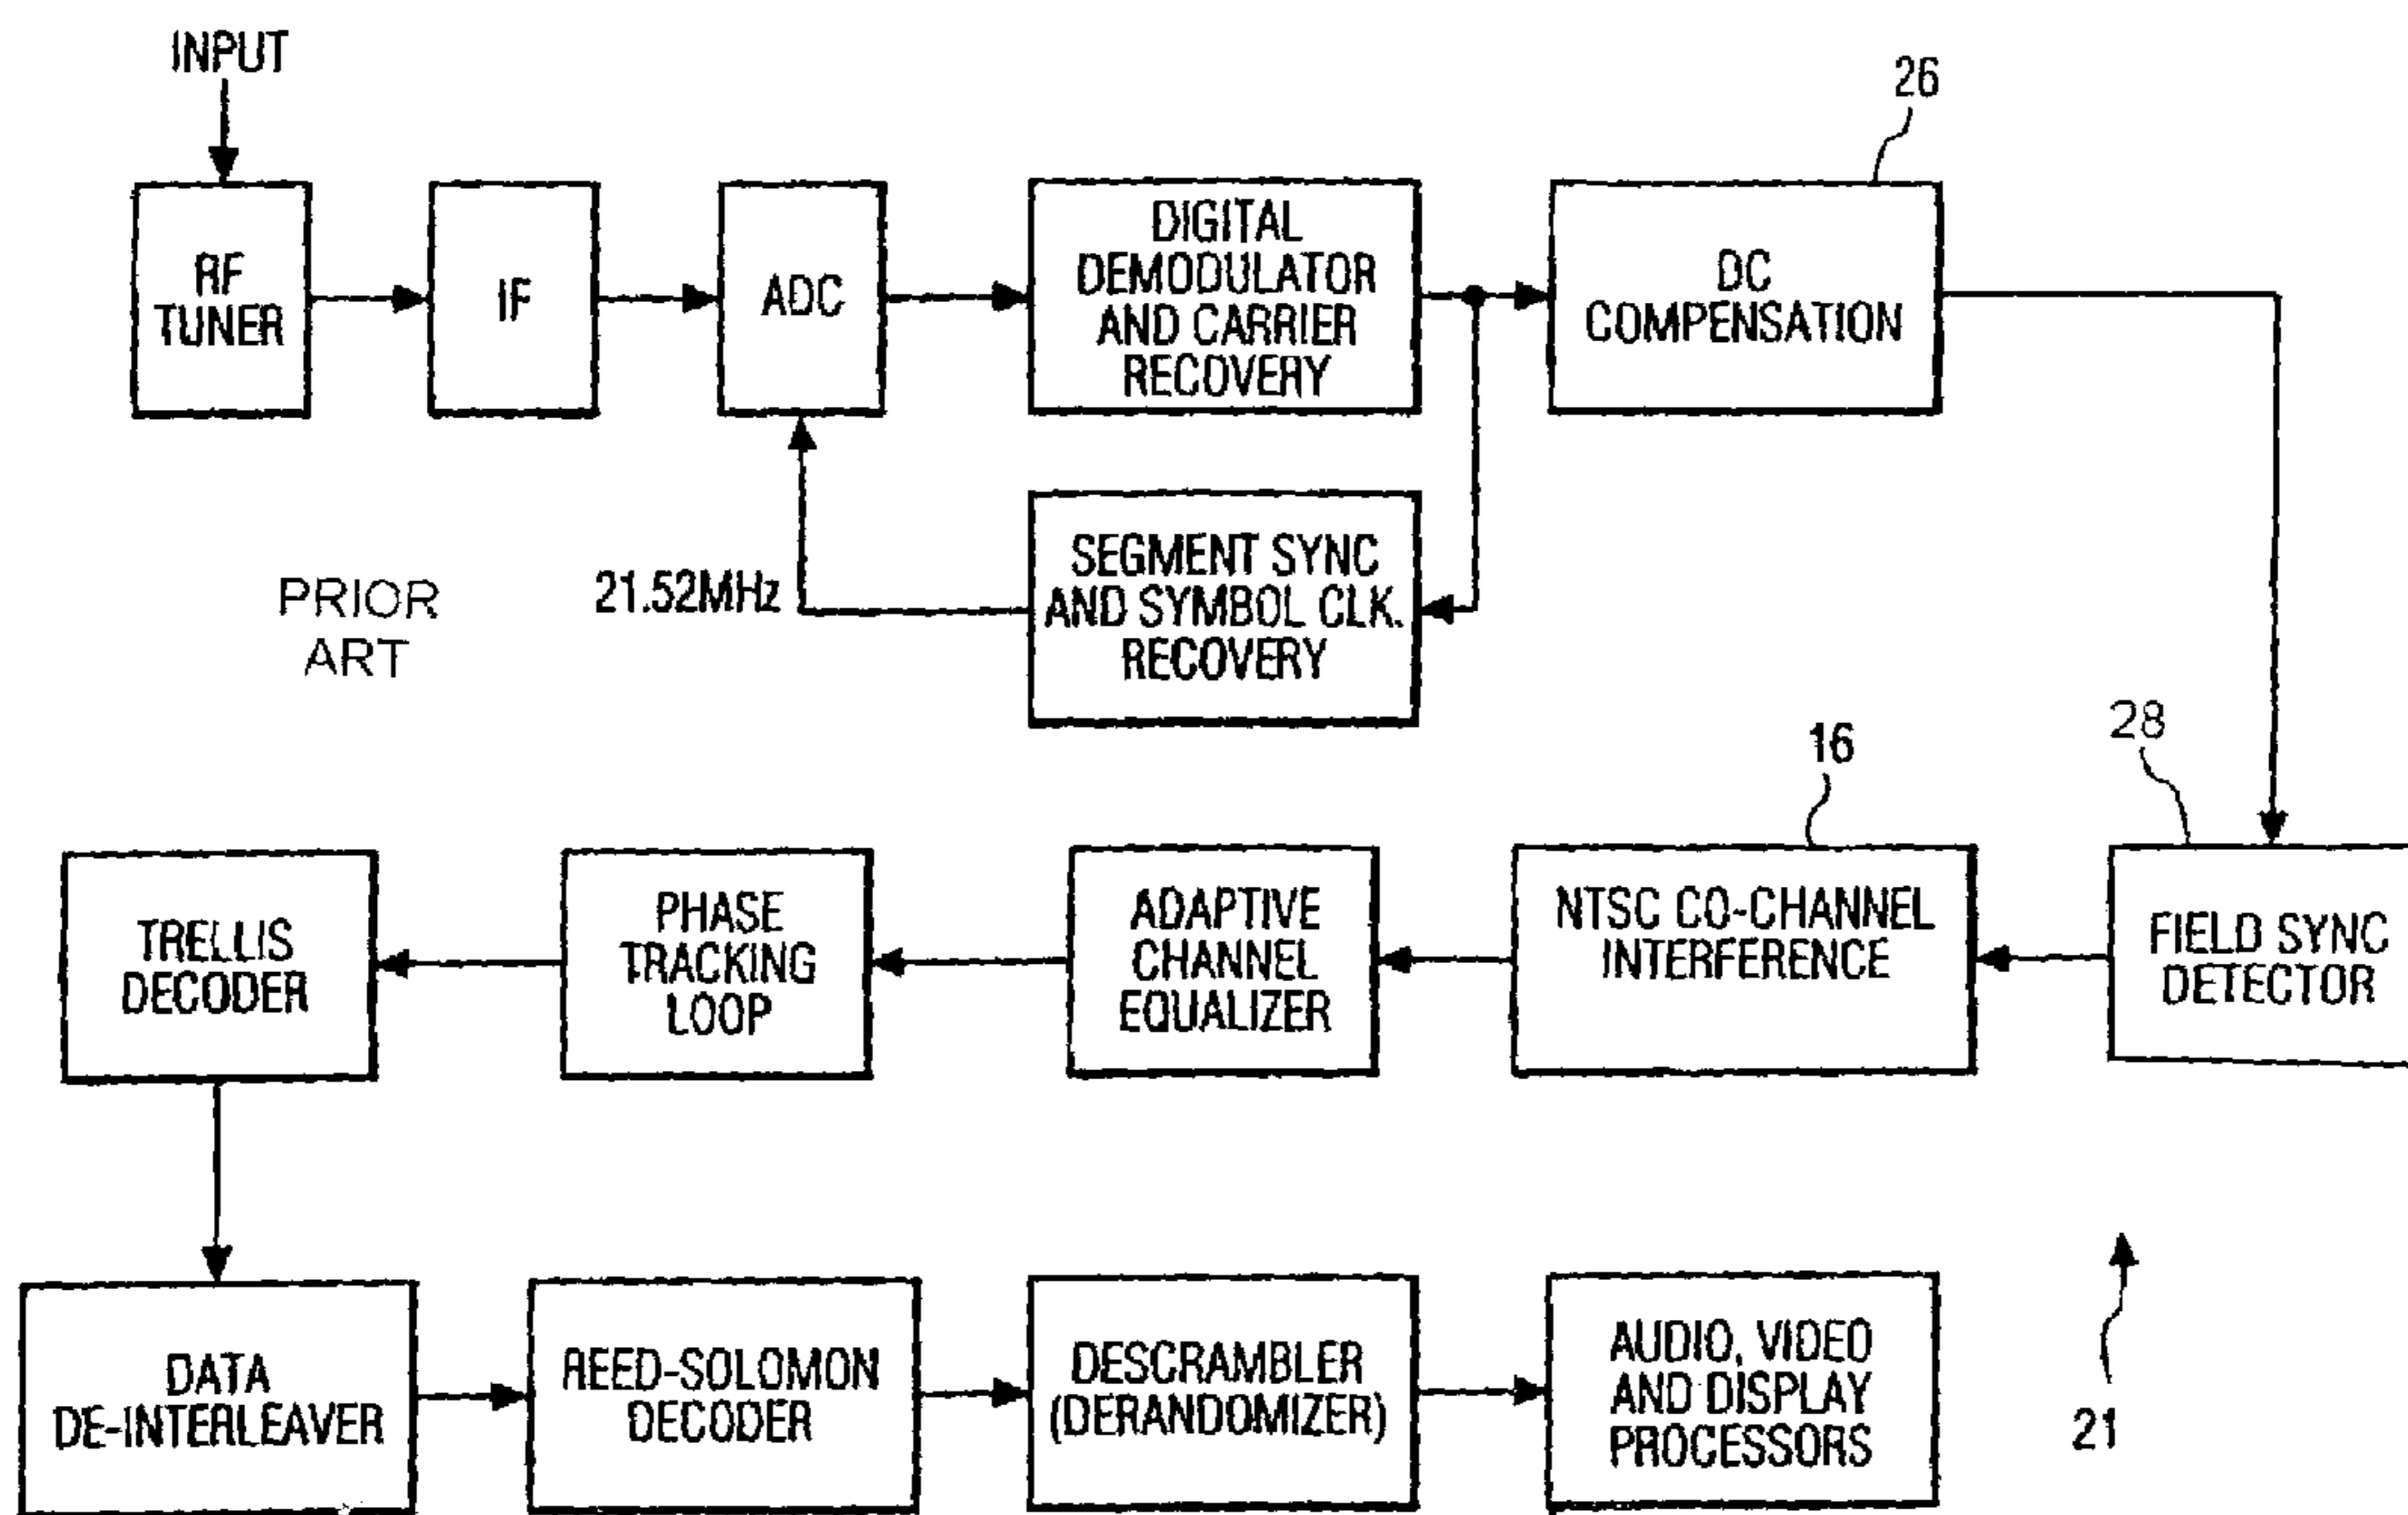 INPUT
26
RF
TUNER
IF
ADC
DIGITAL
DEMODULATOR
AND CARRIER
RECOVERY
DC
COMPENSATION
PRIOR
ART
21.52MHz
SEGMENT SYNC
AND SYMBOL CLK.
RECOVERY
16
28
TRELLIS
DECODER
PHASE
TRACKING
LOOP
ADAPTIVE
CHANNEL
EQUALIZER
NTSC CO-CHANNEL
INTERFERENCE
FIELD SYNC
DETECTOR
DATA
DE-INTERLEAVER
REED-SOLOMON
DECODER
DESCRAMBLER
(DERANDOMIZER)
AUDIO, VIDEO
AND DISPLAY
PROCESSORS
21